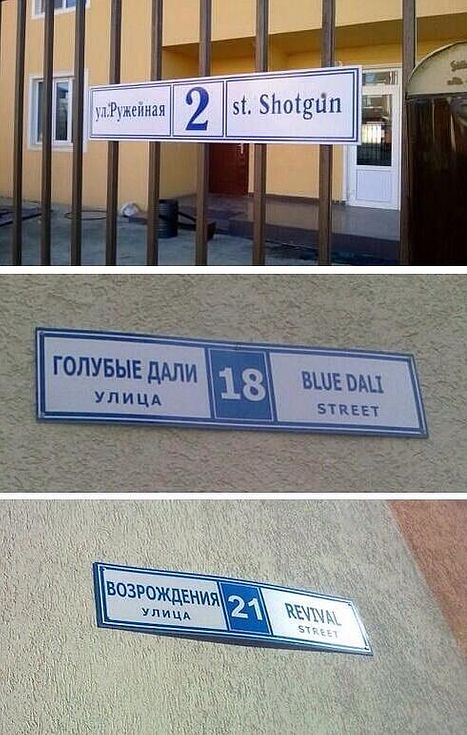 ул.Ружейная 2 st. Shotgun
ГОЛУБЫЕ ДАЛИ 18 BLUE DALI
УЛИЦА STREET
ВОЗРОЖДЕНИЯ 21 REVIVAL
УЛИЦА STREET